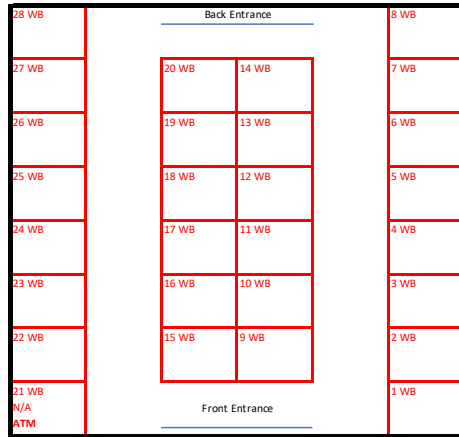 28 WB
Back Entrance
8 WB
27 WB
20 WB
14 WB
7 WB
26 WB
19 WB
13 WB
6 WB
25 WB
18 WB
12 WB
5 WB
24 WB
17 WB
11 WB
4 WB
23 WB
16 WB
10 WB
3 WB
22 WB
15 WB
9 WB
2 WB
21 WB
N/A
ATM
Front Entrance
1 WB